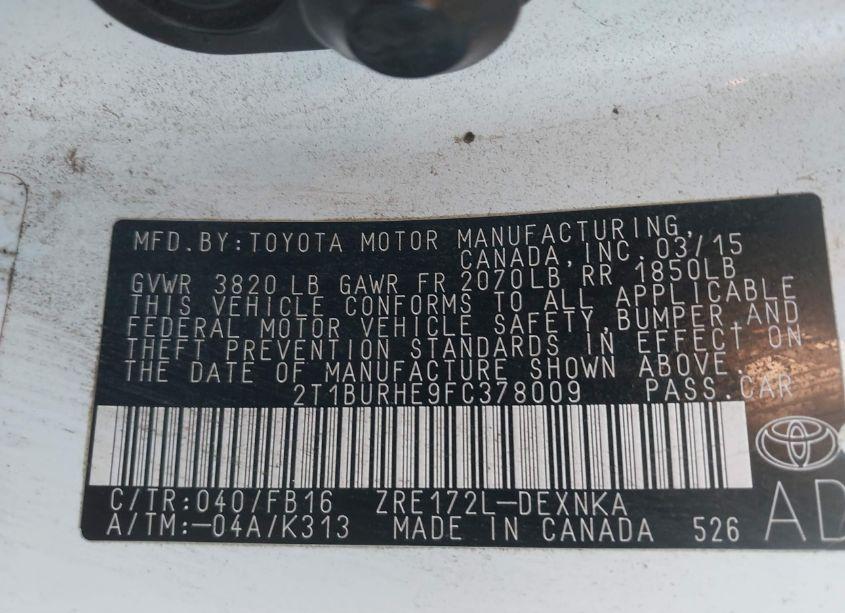 MFD.BY:TOYOTA MOTOR MANUFACTURING,
CANADA,INC. 03/15
GVWR 3820 LB GAWR FR 2070LB RR 1850LB
THIS VEHICLE CONFORMS TO ALL APPLICABLE
FEDERAL MOTOR VEHICLE SAFETY,BUMPER,AND
THEFT PREVENTION STANDARDS IN EFFECT ON
THE DATE OF MANUFACTURE SHOWN ABOVE.
2T1BURHE9FC378009 PASS.CAR
C/TR:040/FB16 ZRE172L-DEXNKA
A/TM:-04A/K313 MADE IN CANADA 526
AD